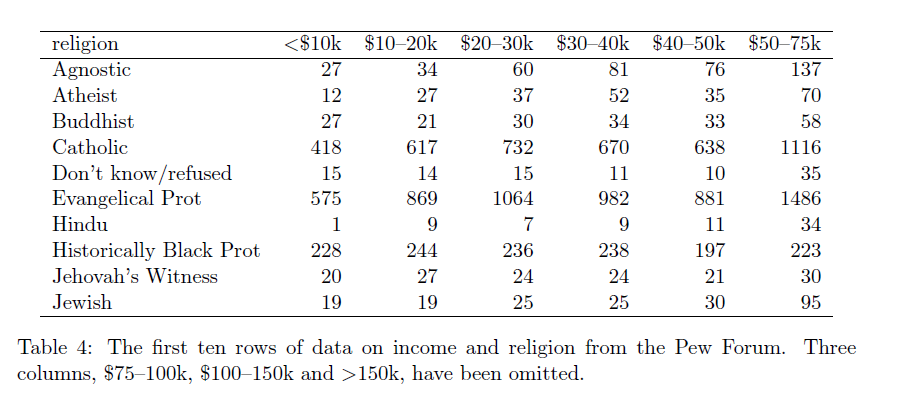 religion <$10k $10–20k $20–30k $30–40k $40–50k $50–75k
Agnostic 27 34 60 81 76 137
Atheist 12 27 37 52 35 70
Buddhist 27 21 30 34 33 58
Catholic 418 617 732 670 638 1116
Don’t know/refused 15 14 15 11 10 35
Evangelical Prot 575 869 1064 982 881 1486
Hindu 1 9 7 9 11 34
Historically Black Prot 228 244 236 238 197 223
Jehovah’s Witness 20 27 24 24 21 30
Jewish 19 19 25 25 30 95
Table 4: The first ten rows of data on income and religion from the Pew Forum. Three
columns, $75–100k, $100–150k and >150k, have been omitted.